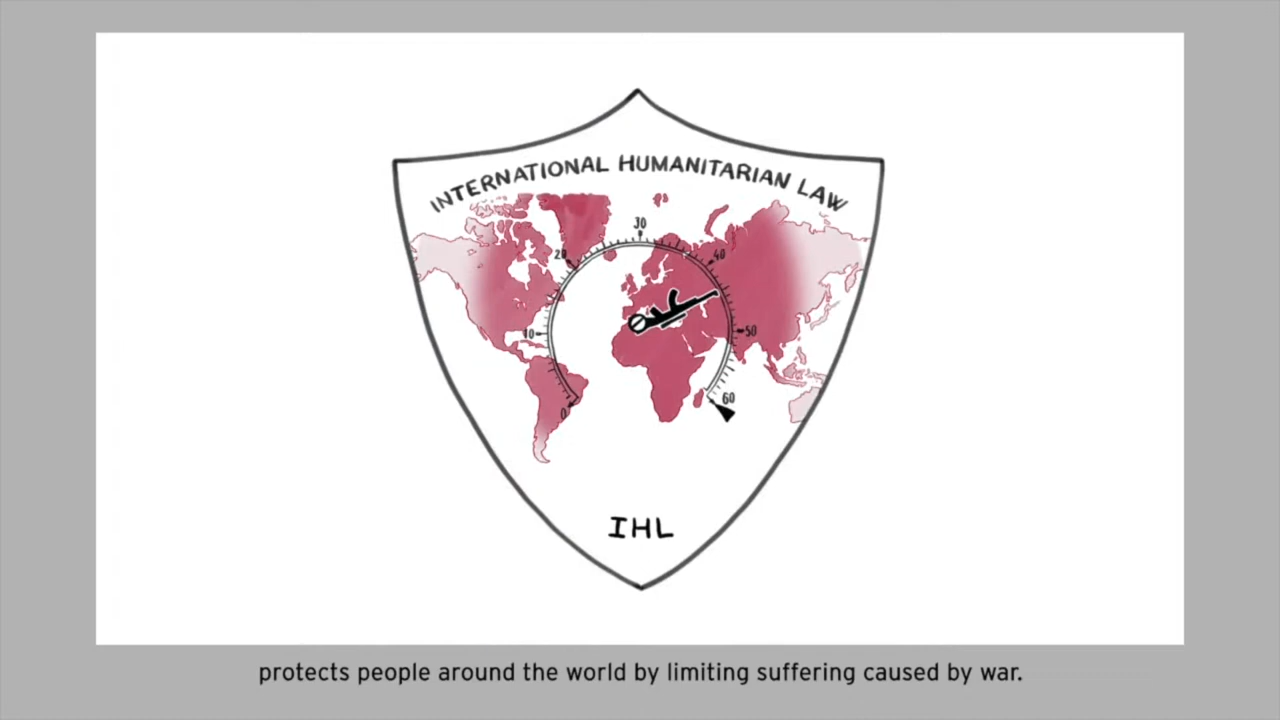 INTERNATIONAL HUMANITARIAN LAW
30
20
40
10
50
0
60
IHL
protects people around the world by limiting suffering caused by war.